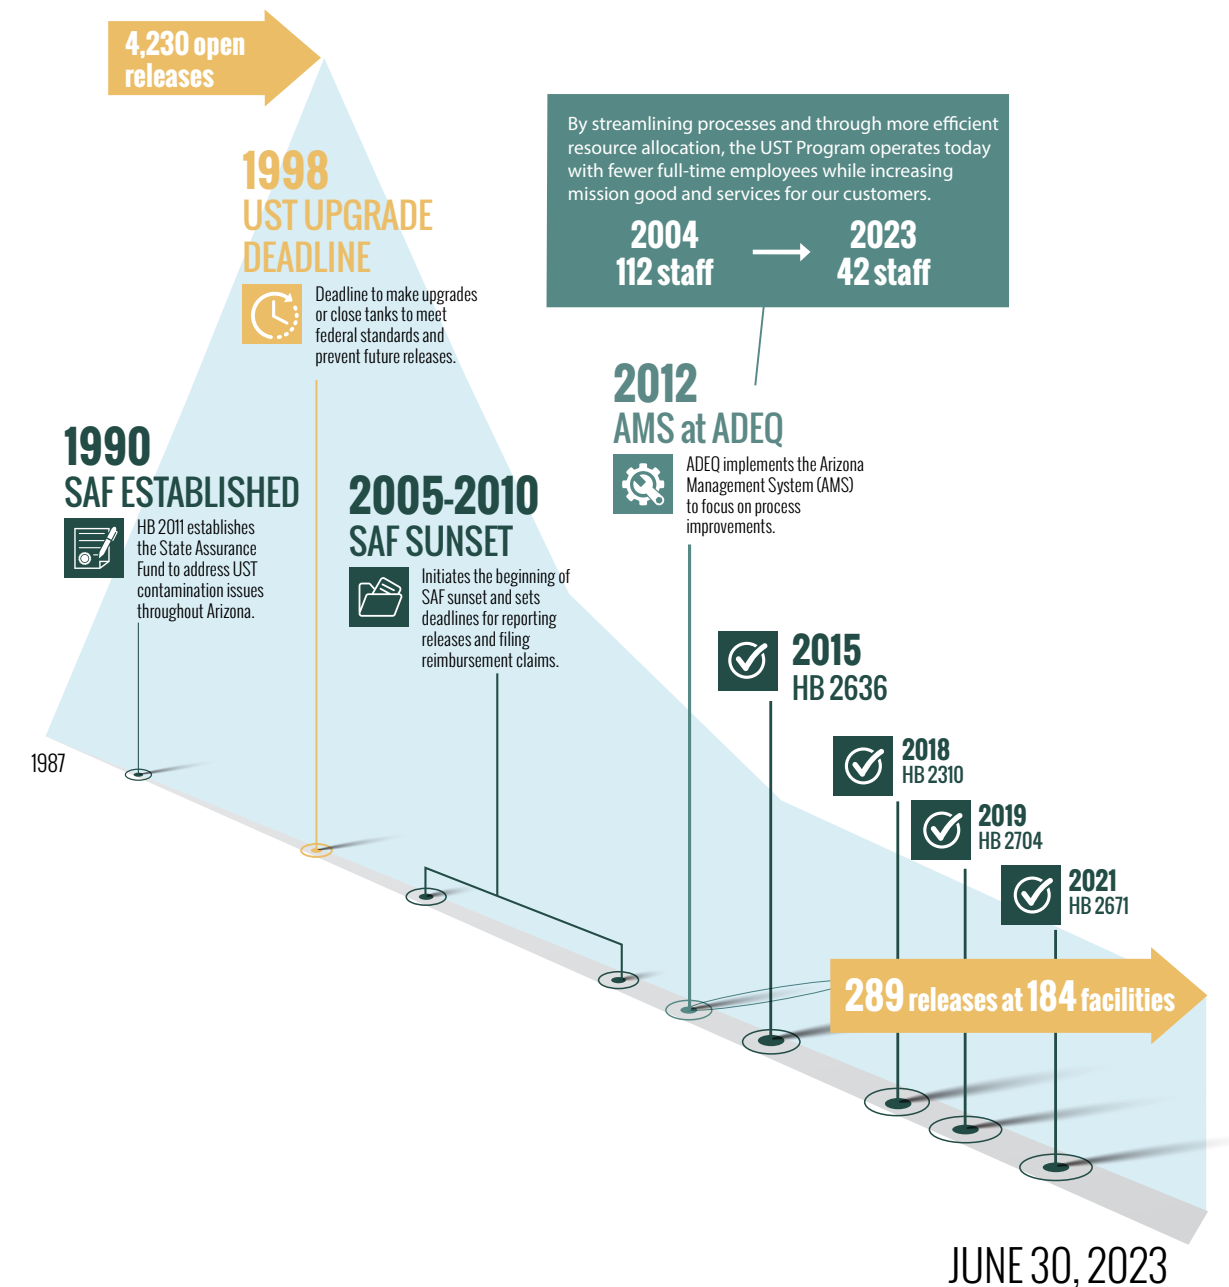 4,230 open
releases
1998
UST UPGRADE
DEADLINE
Deadline to make upgrades
or close tanks to meet
federal standards and
prevent future releases.
By streamlining processes and through more efficient
resource allocation, the UST Program operates today
with fewer full-time employees while increasing
mission good and services for our customers.
2004
112 staff
2023
42 staff
1990
SAF ESTABLISHED
HB 2011 establishes
the State Assurance
Fund to address UST
contamination issues
throughout Arizona.
2005-2010
SAF SUNSET
Initiates the beginning of
SAF sunset and sets
deadlines for reporting
releases and filing
reimbursement claims.
2012
AMS at ADEQ
ADEQ implements the Arizona
Management System (AMS)
to focus on process
improvements.
2015
HB 2636
2018
HB 2310
2019
HB 2704
2021
HB 2671
1987
289 releases at 184 facilities
JUNE 30, 2023